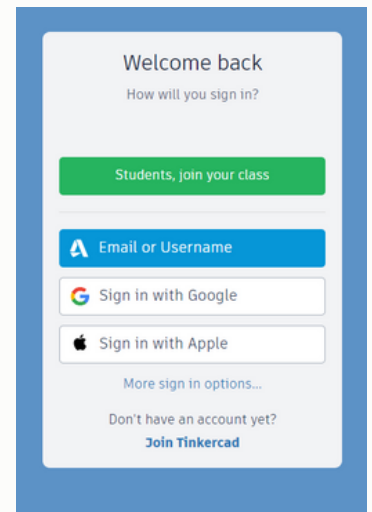 Welcome back
How will you sign in?
Students, join your class
Email or Username
Sign in with Google
Sign in with Apple
More sign in options...
Don't have an account yet?
Join Tinkercad